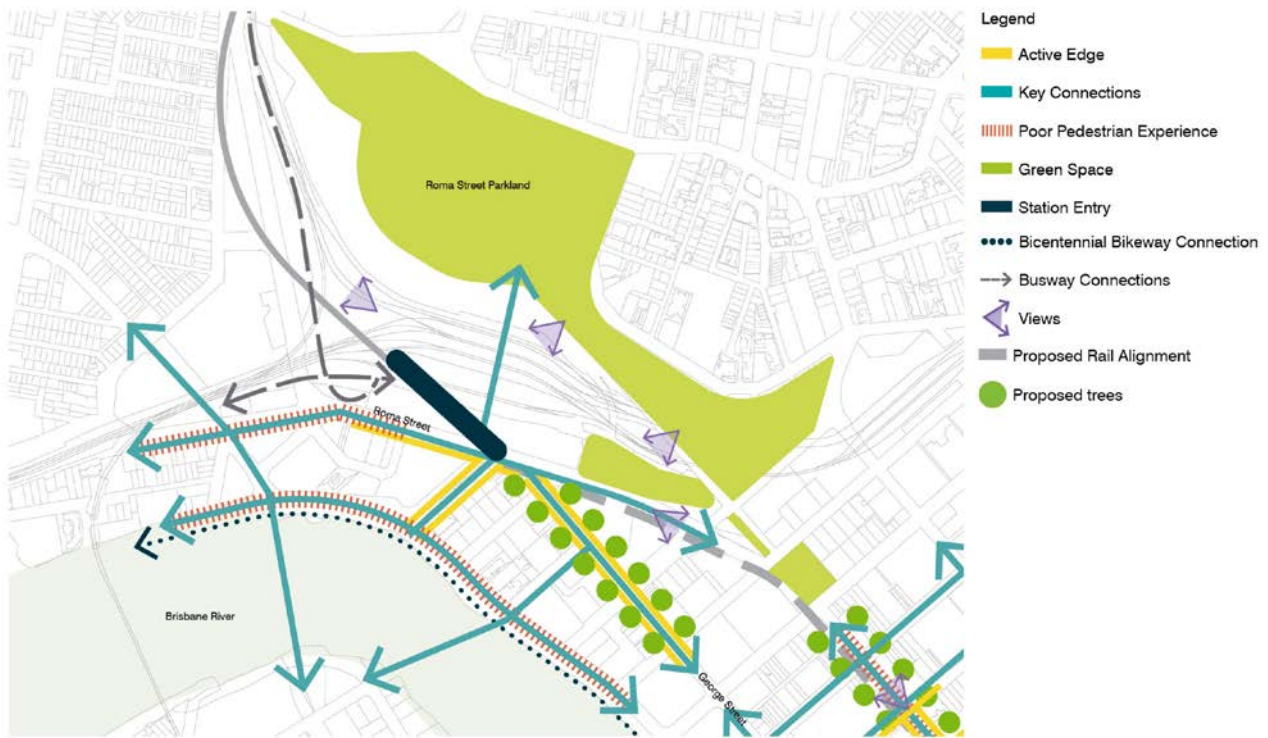 Legend
Active Edge
Key Connections
Poor Pedestrian Experience
Green Space
Station Entry
Bicentennial Bikeway Connection
Busway Connections
Views
Proposed Rail Alignment
Proposed trees
Roma Street Parkland
Roma Street
Brisbane River
George Street